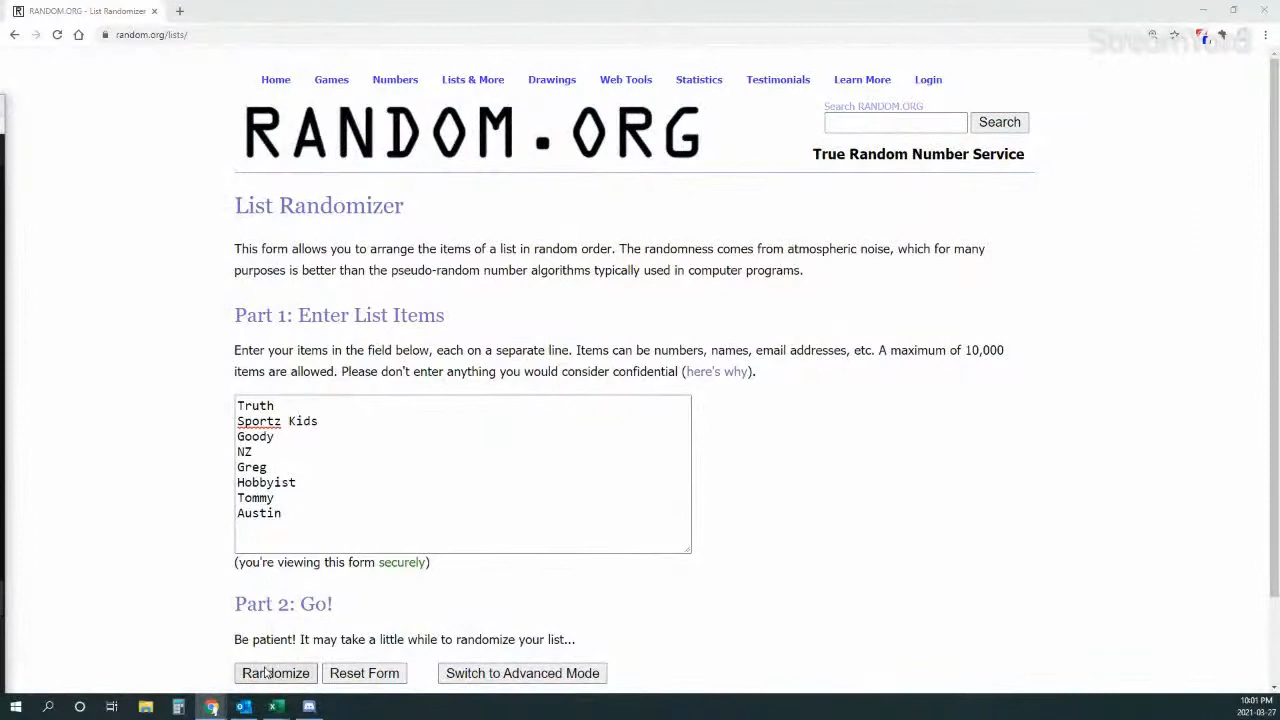 RANDOM.ORG - List Randomizer
random.org/lists/
Home Games Numbers Lists & More Drawings Web Tools Statistics Testimonials Learn More Login
RANDOM.ORG
Search RANDOM.ORG
Search
True Random Number Service
List Randomizer
This form allows you to arrange the items of a list in random order. The randomness comes from atmospheric noise, which for many
purposes is better than the pseudo-random number algorithms typically used in computer programs.
Part 1: Enter List Items
Enter your items in the field below, each on a separate line. Items can be numbers, names, email addresses, etc. A maximum of 10,000
items are allowed. Please don't enter anything you would consider confidential (here's why).
Truth
Sportz Kids
Goody
NZ
Greg
Hobbyist
Tommy
Austin
(you're viewing this form securely)
Part 2: Go!
Be patient! It may take a little while to randomize your list...
Randomize Reset Form Switch to Advanced Mode
10:01 PM
2021-03-27